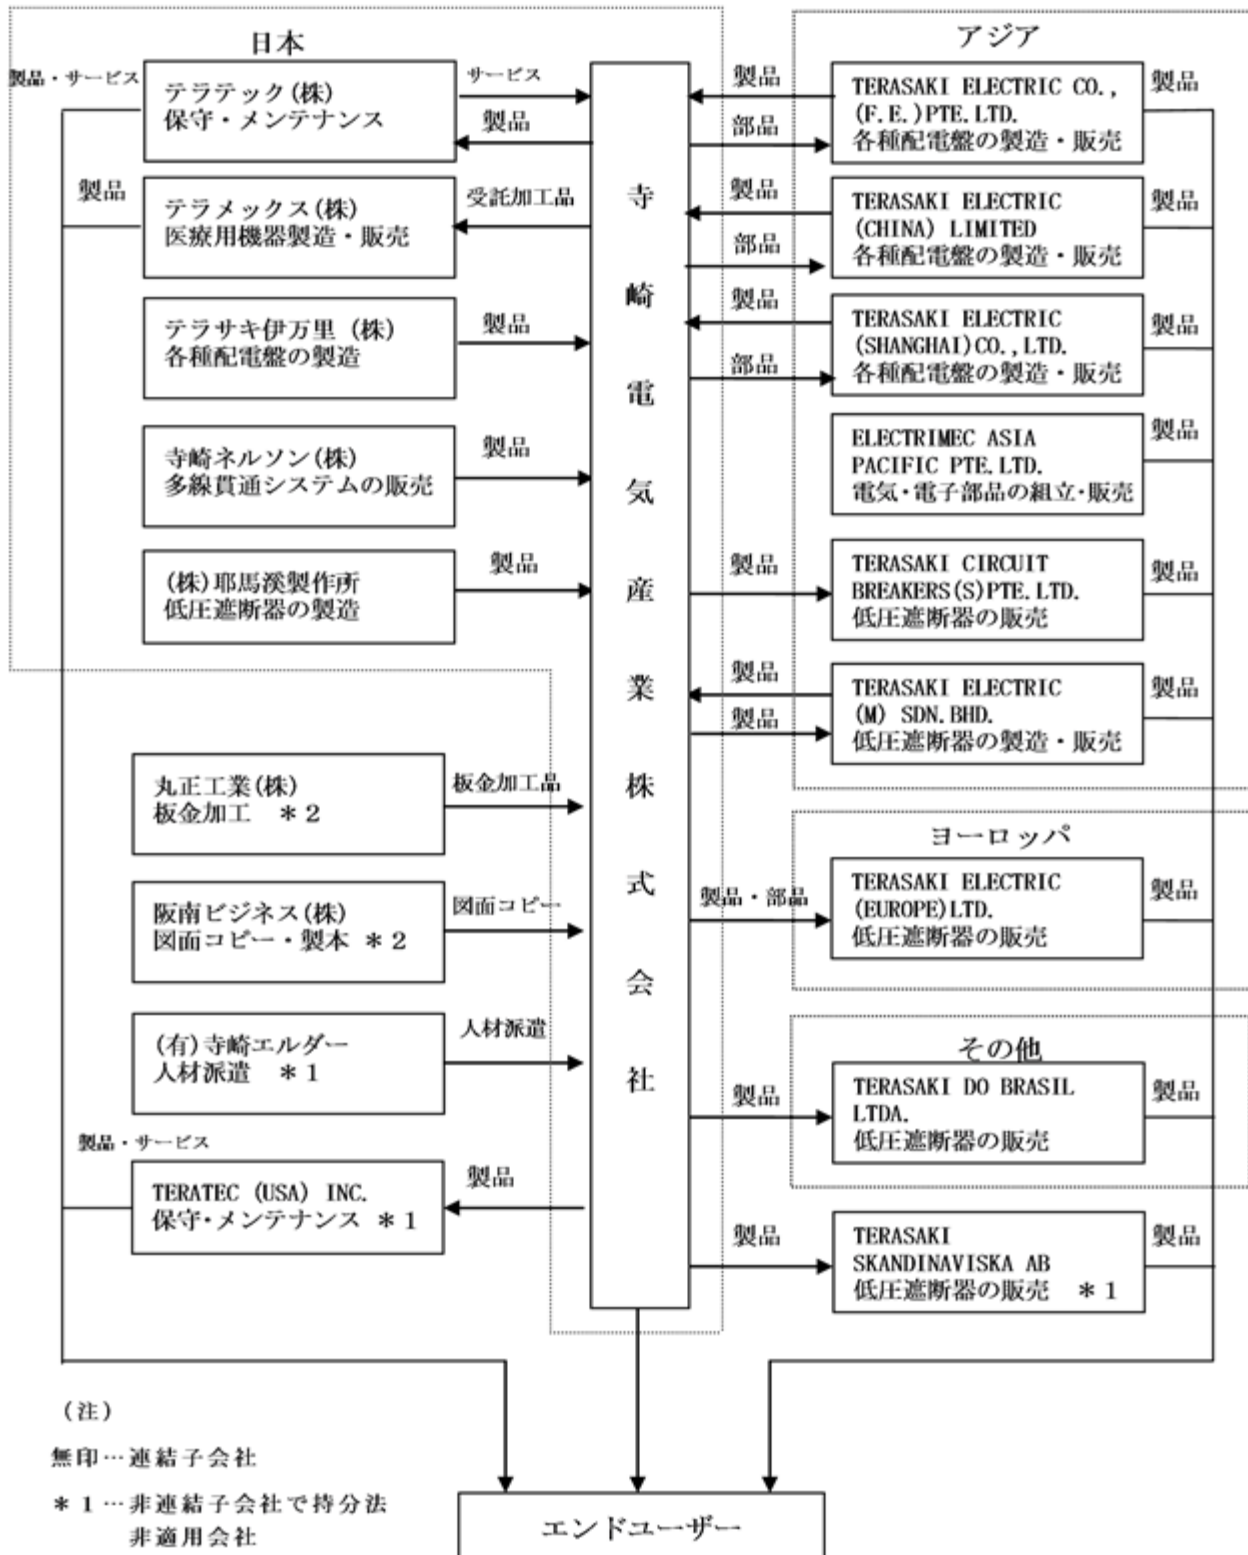 日本
製品・サービス
テラテック(株)
保守・メンテナンス
サービス
製品
製品
テラメックス(株)
医療用機器製造・販売
受託加工品
テラサキ伊万里 (株)
各種配電盤の製造
製品
寺崎ネルソン(株)
多線貫通システムの販売
製品
(株)耶馬溪製作所
低圧遮断器の製造
製品
丸正工業(株)
板金加工 *2
板金加工品
阪南ビジネス(株)
図面コピー・製本 *2
図面コピー
(有)寺崎エルダー
人材派遣 *1
人材派遣
製品・サービス
TERATEC (USA) INC.
保守・メンテナンス *1
製品
寺崎電気産業株式会社
アジア
製品
部品
TERASAKI ELECTRIC CO.,
(F.E.)PTE.LTD.
各種配電盤の製造・販売
製品
製品
部品
TERASAKI ELECTRIC
(CHINA) LIMITED
各種配電盤の製造・販売
製品
製品
部品
TERASAKI ELECTRIC
(SHANGHAI)CO.,LTD.
各種配電盤の製造・販売
製品
ELECTRIMEC ASIA
PACIFIC PTE.LTD.
電気・電子部品の組立・販売
製品
製品
TERASAKI CIRCUIT
BREAKERS(S)PTE.LTD.
低圧遮断器の販売
製品
製品
製品
TERASAKI ELECTRIC
(M) SDN.BHD.
低圧遮断器の製造・販売
製品
ヨーロッパ
製品・部品
TERASAKI ELECTRIC
(EUROPE)LTD.
低圧遮断器の販売
製品
その他
製品
TERASAKI DO BRASIL
LTDA.
低圧遮断器の販売
製品
製品
TERASAKI
SKANDINAVISKA AB
低圧遮断器の販売 *1
製品
(注)
無印…連結子会社
*1…非連結子会社で持分法
非適用会社
エンドユーザー